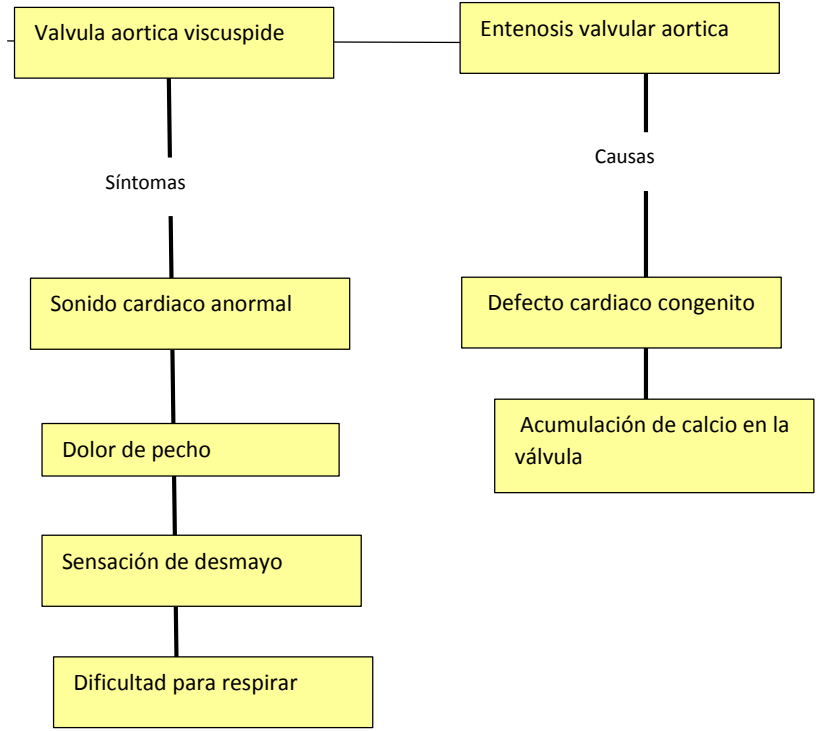 Valvula aortica viscuspide
Entenosis valvular aortica
Síntomas
Causas
Sonido cardiaco anormal
Defecto cardiaco congenito
Dolor de pecho
Acumulación de calcio en la
válvula
Sensación de desmayo
Dificultad para respirar